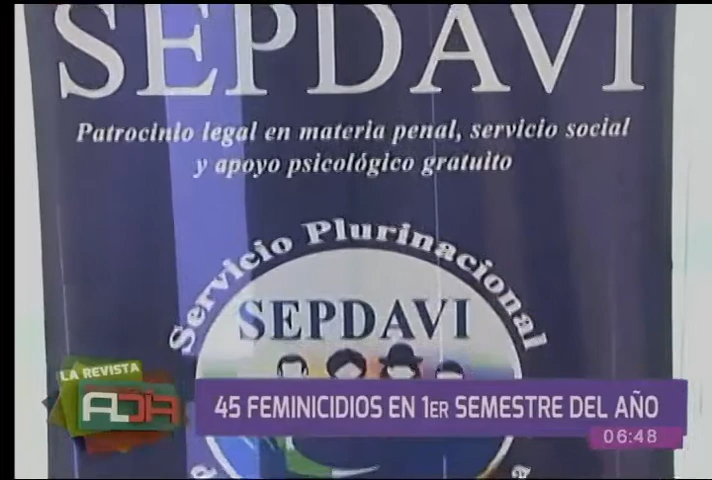 SEPDAVI
Patrocinio legal en materia penal, servicio social
y apoyo psicológico gratuito
Servicio Plurinacional
SEPDAVI
LA REVISTA
45 FEMINICIDIOS EN 1ER SEMESTRE DEL AÑO
06:48